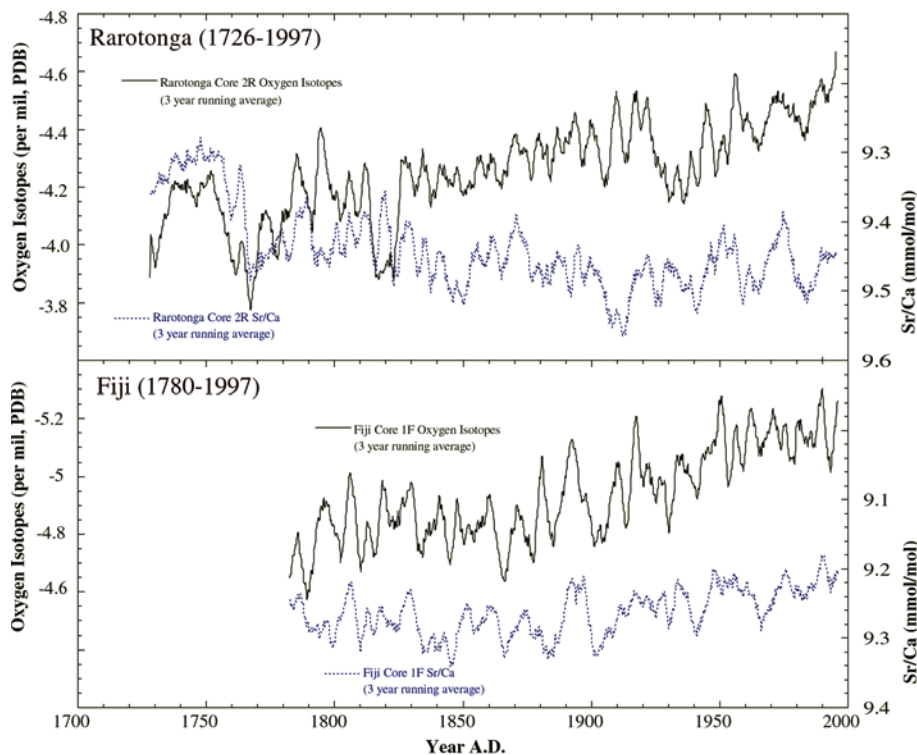 Rarotonga (1726-1997)
Rarotonga Core 2R Oxygen Isotopes
(3 year running average)
Oxygen Isotopes (per mil, PDB)
-4.8
-4.6
-4.4
-4.2
-4.0
-3.8
9.3
9.4
9.5
9.6
Sr/Ca (mmol/mol)
Rarotonga Core 2R Sr/Ca
(3 year running average)
Fiji (1780-1997)
Fiji Core 1F Oxygen Isotopes
(3 year running average)
Oxygen Isotopes (per mil, PDB)
-5.2
-5
-4.8
-4.6
9.1
9.2
9.3
9.4
Sr/Ca (mmol/mol)
Fiji Core 1F Sr/Ca
(3 year running average)
1700 1750 1800 1850 1900 1950 2000
Year A.D.